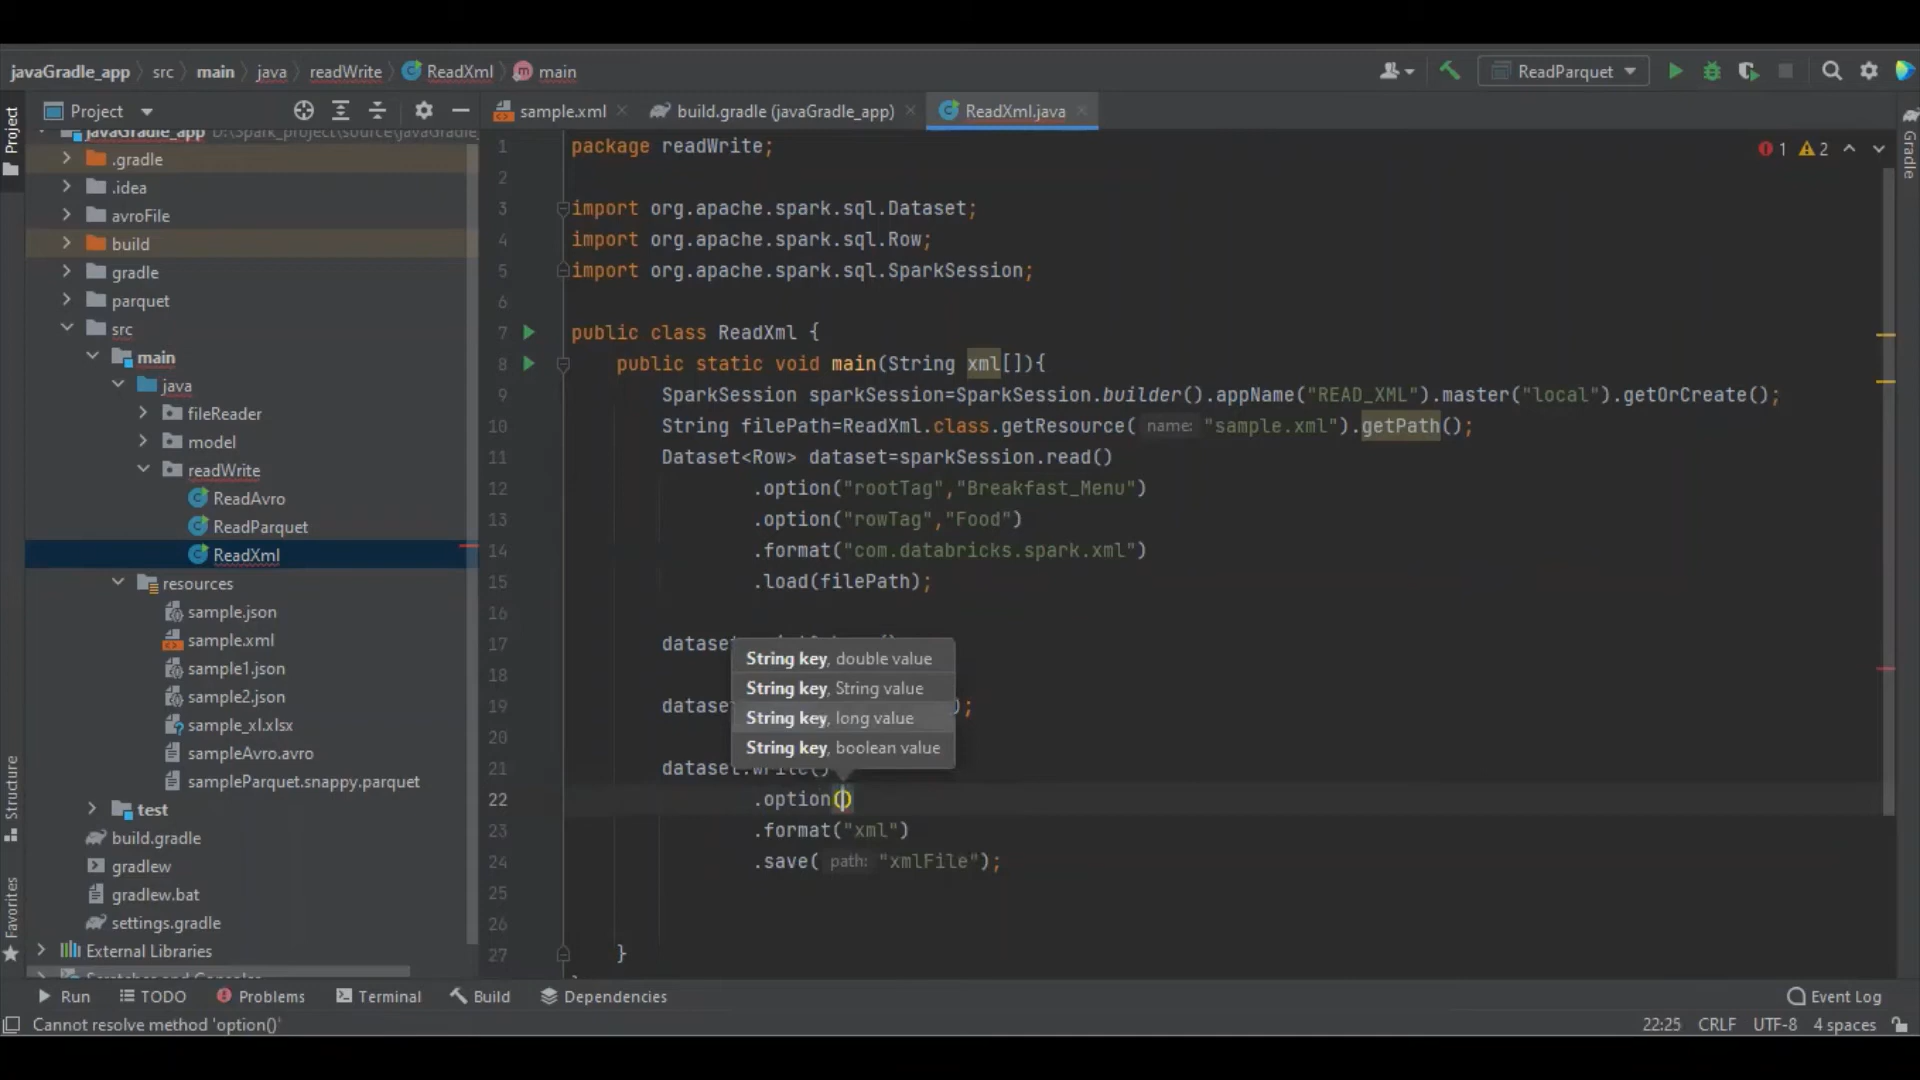 javaGradle_app src main java readWrite ReadXml main
ReadParquet
Project
sample.xml
build.gradle (javaGradle_app)
ReadXml.java
Project
Gradle
Structure
Favorites
javaGradle_app
.gradle
.idea
avroFile
build
gradle
parquet
src
main
java
fileReader
model
readWrite
ReadAvro
ReadParquet
ReadXml
resources
sample.json
sample.xml
sample1.json
sample2.json
sample_xl.xlsx
sampleAvro.avro
sampleParquet.snappy.parquet
test
build.gradle
gradlew
gradlew.bat
settings.gradle
External Libraries
1 2
1 package readWrite;
2
3 import org.apache.spark.sql.Dataset;
4 import org.apache.spark.sql.Row;
5 import org.apache.spark.sql.SparkSession;
6
7 public class ReadXml {
8 public static void main(String xml[]){
9 SparkSession sparkSession=SparkSession.builder().appName("READ_XML").master("local").getOrCreate();
10 String filePath=ReadXml.class.getResource( name: "sample.xml").getPath();
11 Dataset<Row> dataset=sparkSession.read()
12 .option("rootTag","Breakfast_Menu")
13 .option("rowTag","Food")
14 .format("com.databricks.spark.xml")
15 .load(filePath);
16
17 datase
18
19 datase );
20
21 dataset.write()
22 .option()
23 .format("xml")
24 .save( path: "xmlFile");
25
26
27 }
String key, double value
String key, String value
String key, long value
String key, boolean value
Run TODO Problems Terminal Build Dependencies Event Log
Cannot resolve method 'option()' 22:25 CRLF UTF-8 4 spaces